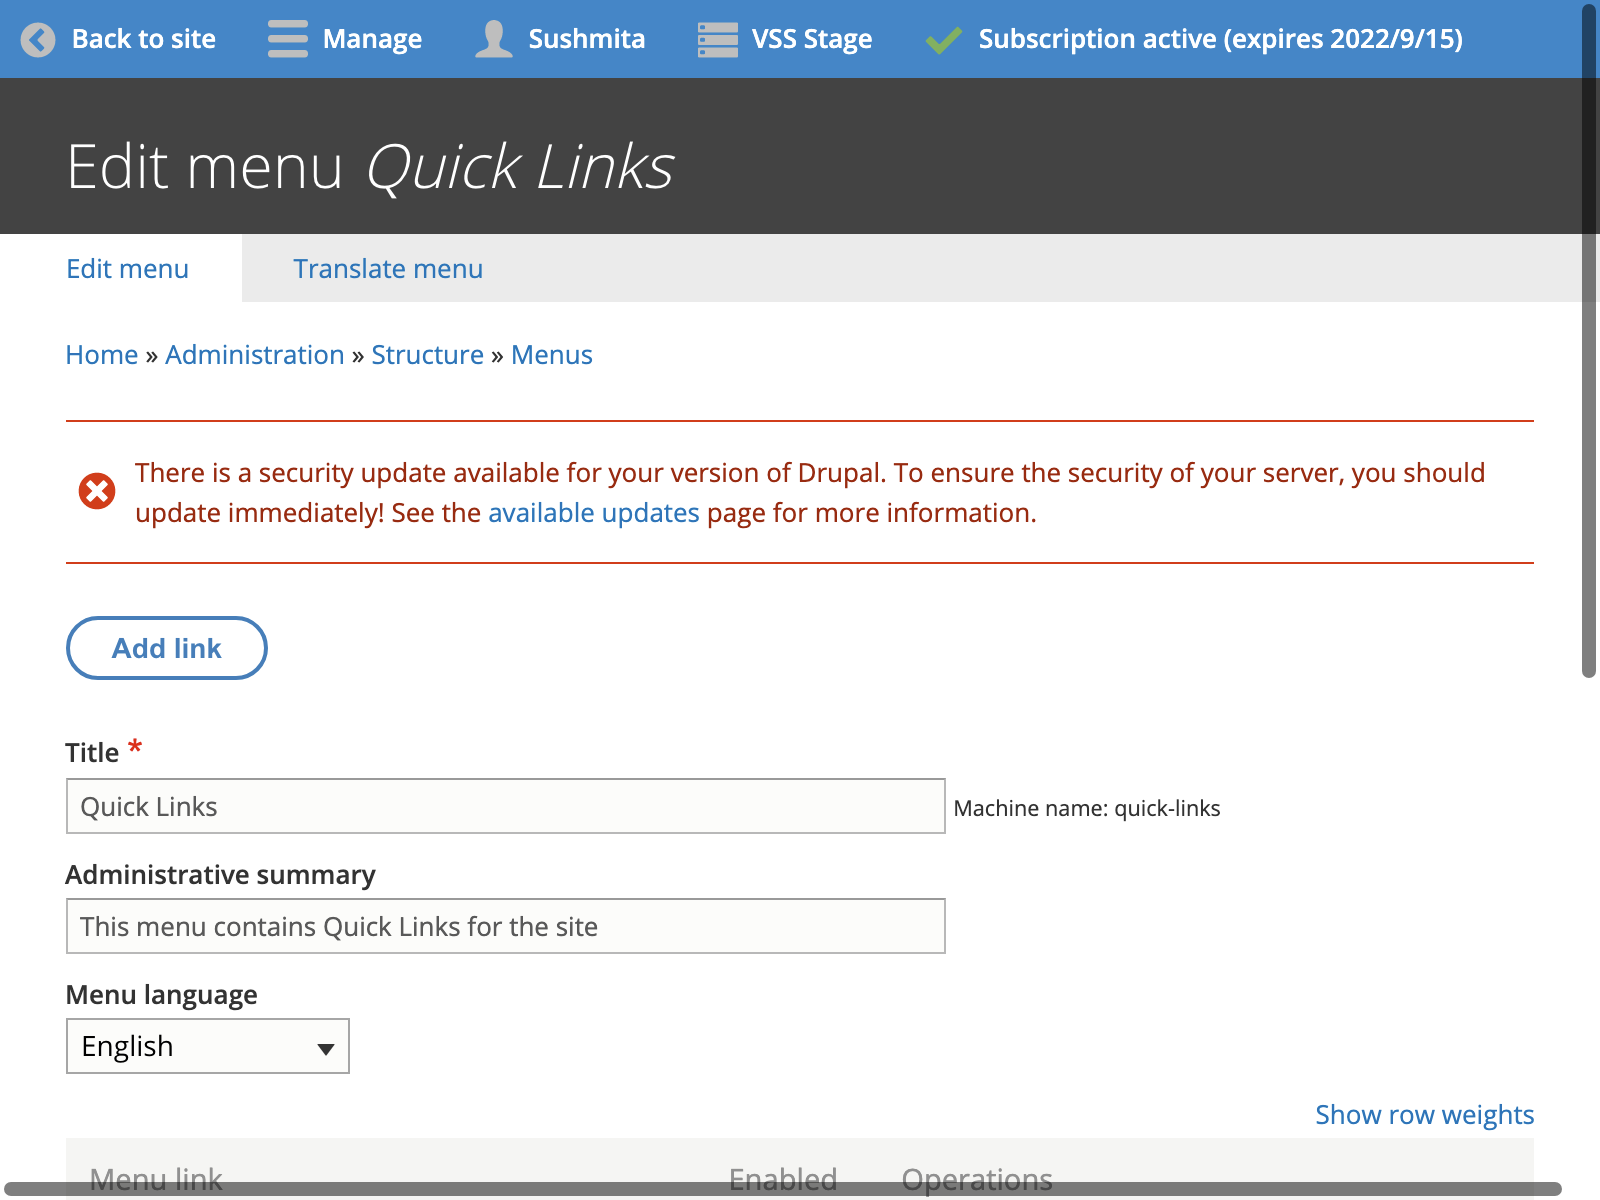 Back to site Manage Sushmita VSS Stage Subscription active (expires 2022/9/15)
Edit menu Quick Links
Edit menu Translate menu
Home » Administration » Structure » Menus
There is a security update available for your version of Drupal. To ensure the security of your server, you should
update immediately! See the available updates page for more information.
Add link
Title *
Quick Links Machine name: quick-links
Administrative summary
This menu contains Quick Links for the site
Menu language
English
Show row weights
Menu link Enabled Operations